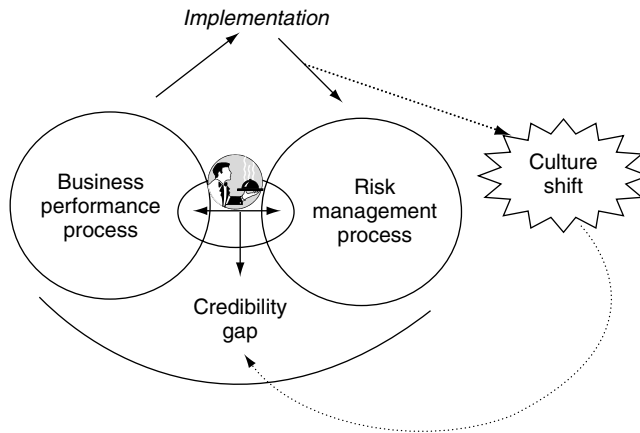 Implementation
Business
performance
process
Risk
management
process
Culture
shift
Credibility
gap